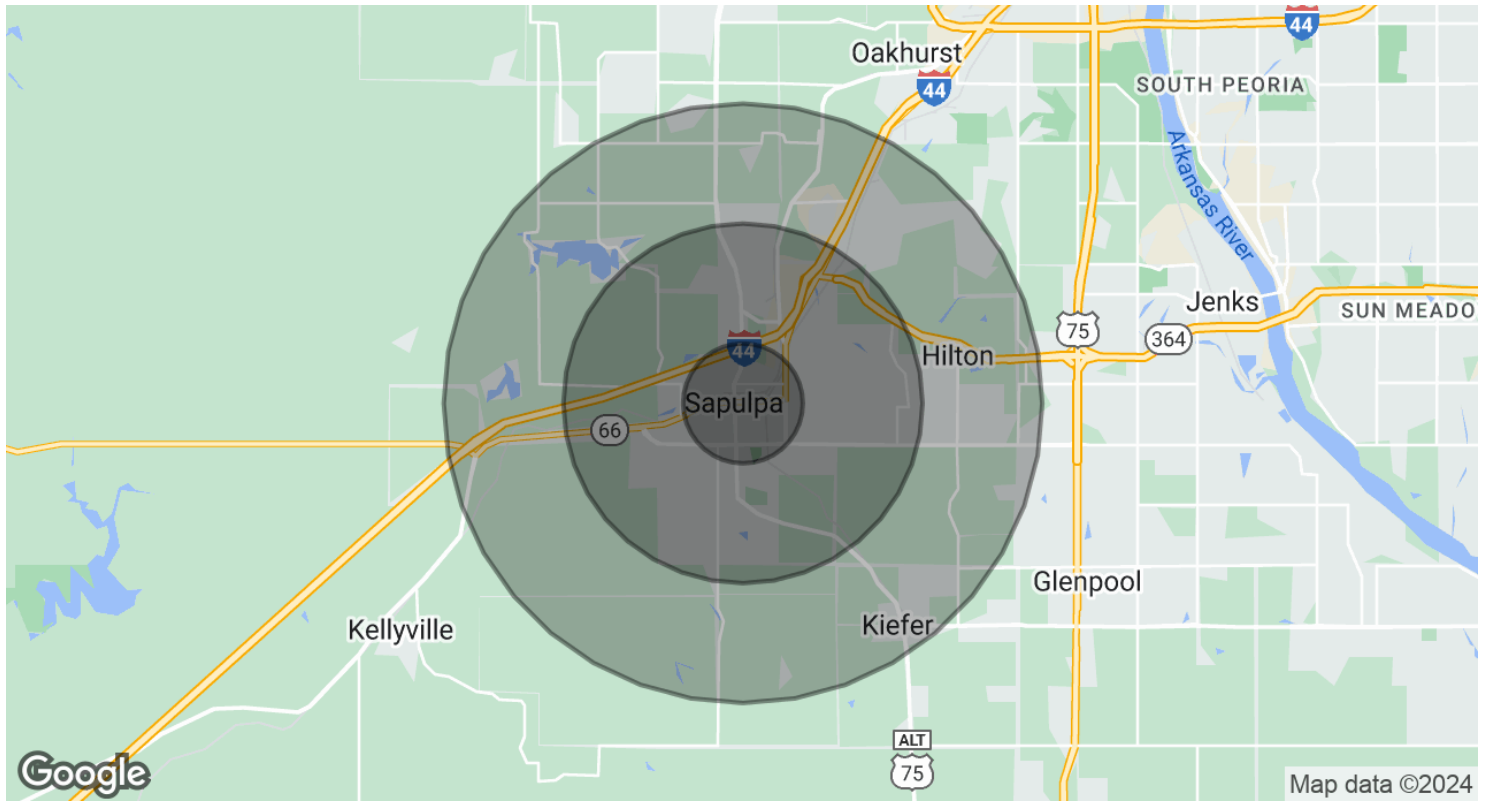 44
Oakhurst
44
SOUTH PEORIA
Arkansas River
Jenks
SUN MEADO
75
364
44
Hilton
Sapulpa
66
Glenpool
Kellyville
Kiefer
ALT
75
Google
Map data ©2024